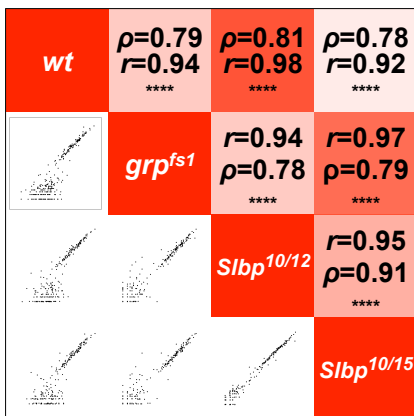 wt
ρ=0.79
r=0.94
****
ρ=0.81
r=0.98
****
ρ=0.78
r=0.92
****
grp^fs1
r=0.94
ρ=0.78
****
r=0.97
ρ=0.79
****
Slbp^10/12
r=0.95
ρ=0.91
****
Slbp^10/15